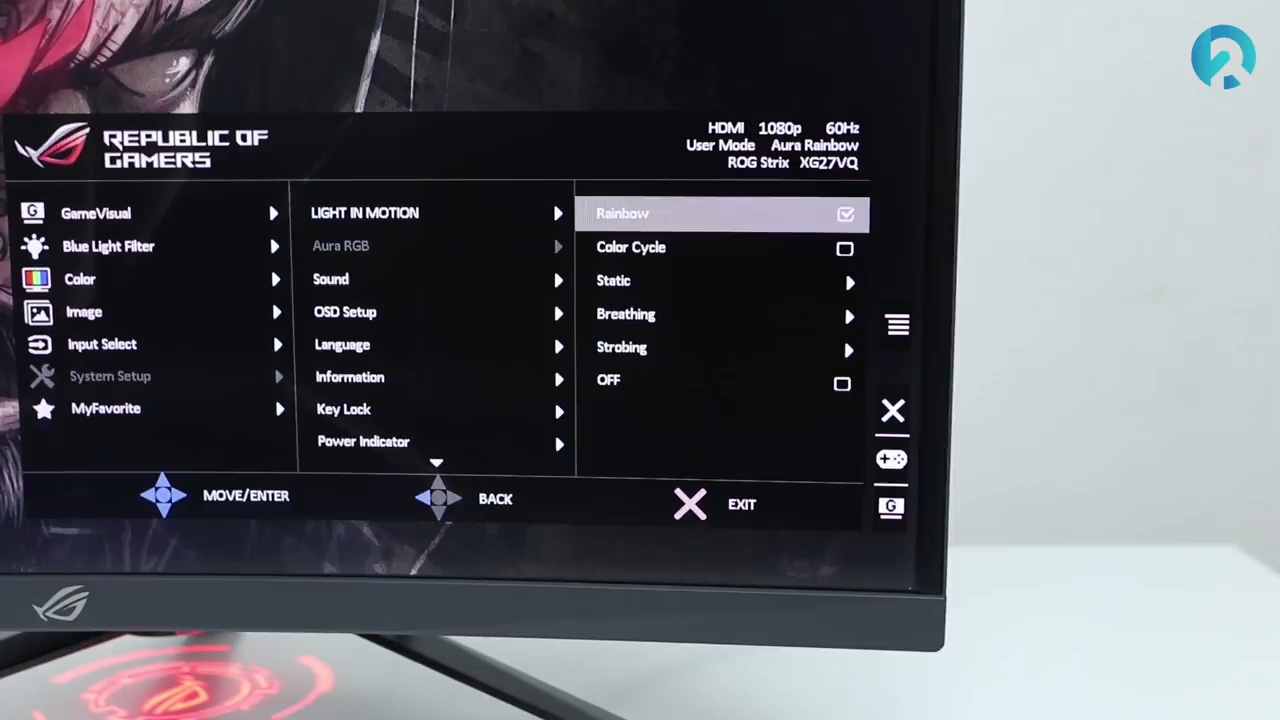 REPUBLIC OF
GAMERS
HDMI 1080p 60Hz
User Mode Aura Rainbow
ROG Strix XG27VQ
GameVisual
Blue Light Filter
Color
Image
Input Select
System Setup
MyFavorite
LIGHT IN MOTION
Aura RGB
Sound
OSD Setup
Language
Information
Key Lock
Power Indicator
Rainbow
Color Cycle
Static
Breathing
Strobing
OFF
MOVE/ENTER
BACK
EXIT
G
G